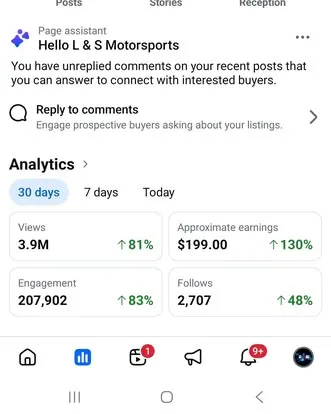 Posts Stories Reception
Page assistant
Hello L & S Motorsports
You have unreplied comments on your recent posts that
you can answer to connect with interested buyers.
Reply to comments
Engage prospective buyers asking about your listings.
Analytics
30 days 7 days Today
Views
3.9M ↑81%
Approximate earnings
$199.00 ↑130%
Engagement
207,902 ↑83%
Follows
2,707 ↑48%
1
9+